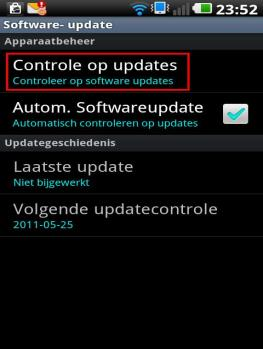 23:52
Software- update
Apparaatbeheer
Controle op updates
Controleer op software updates
Autom. Softwareupdate
Automatisch controleren op updates
Updategeschiedenis
Laatste update
Niet bijgewerkt
Volgende updatecontrole
2011-05-25